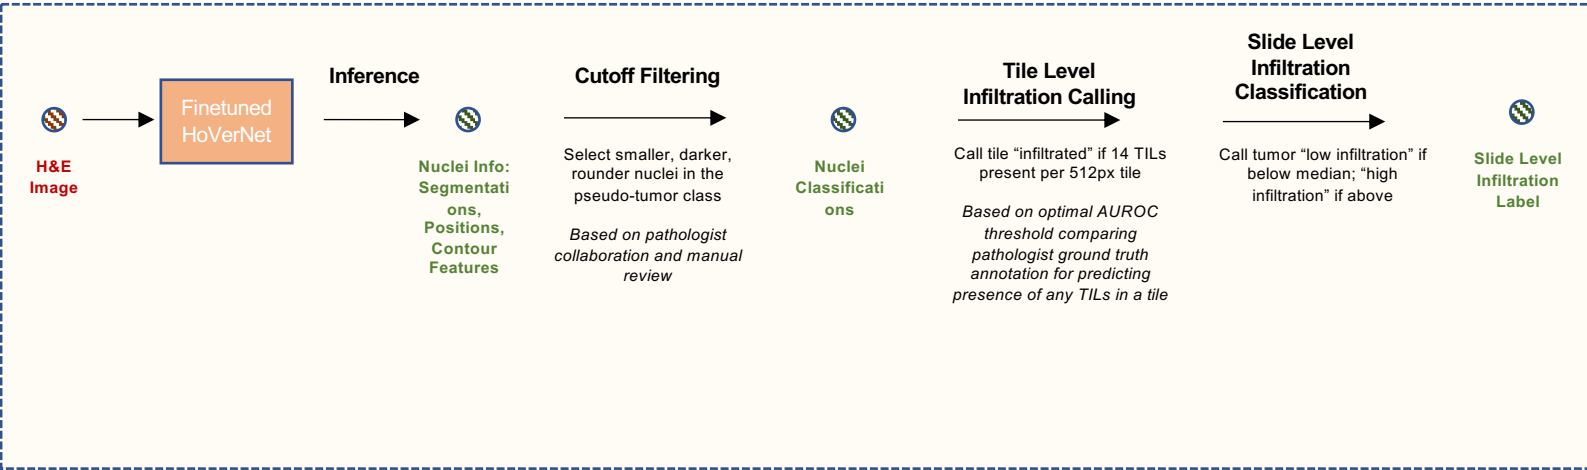 H&E
Image
Finetuned
HoVerNet
Inference
Nuclei Info:
Segmentati
ons,
Positions,
Contour
Features
Cutoff Filtering
Select smaller, darker,
rounder nuclei in the
pseudo-tumor class
Based on pathologist
collaboration and manual
review
Nuclei
Classificati
ons
Tile Level
Infiltration Calling
Call tile “infiltrated” if 14 TILs
present per 512px tile
Based on optimal AUROC
threshold comparing
pathologist ground truth
annotation for predicting
presence of any TILs in a tile
Slide Level
Infiltration
Classification
Call tumor “low infiltration” if
below median; “high
infiltration” if above
Slide Level
Infiltration
Label